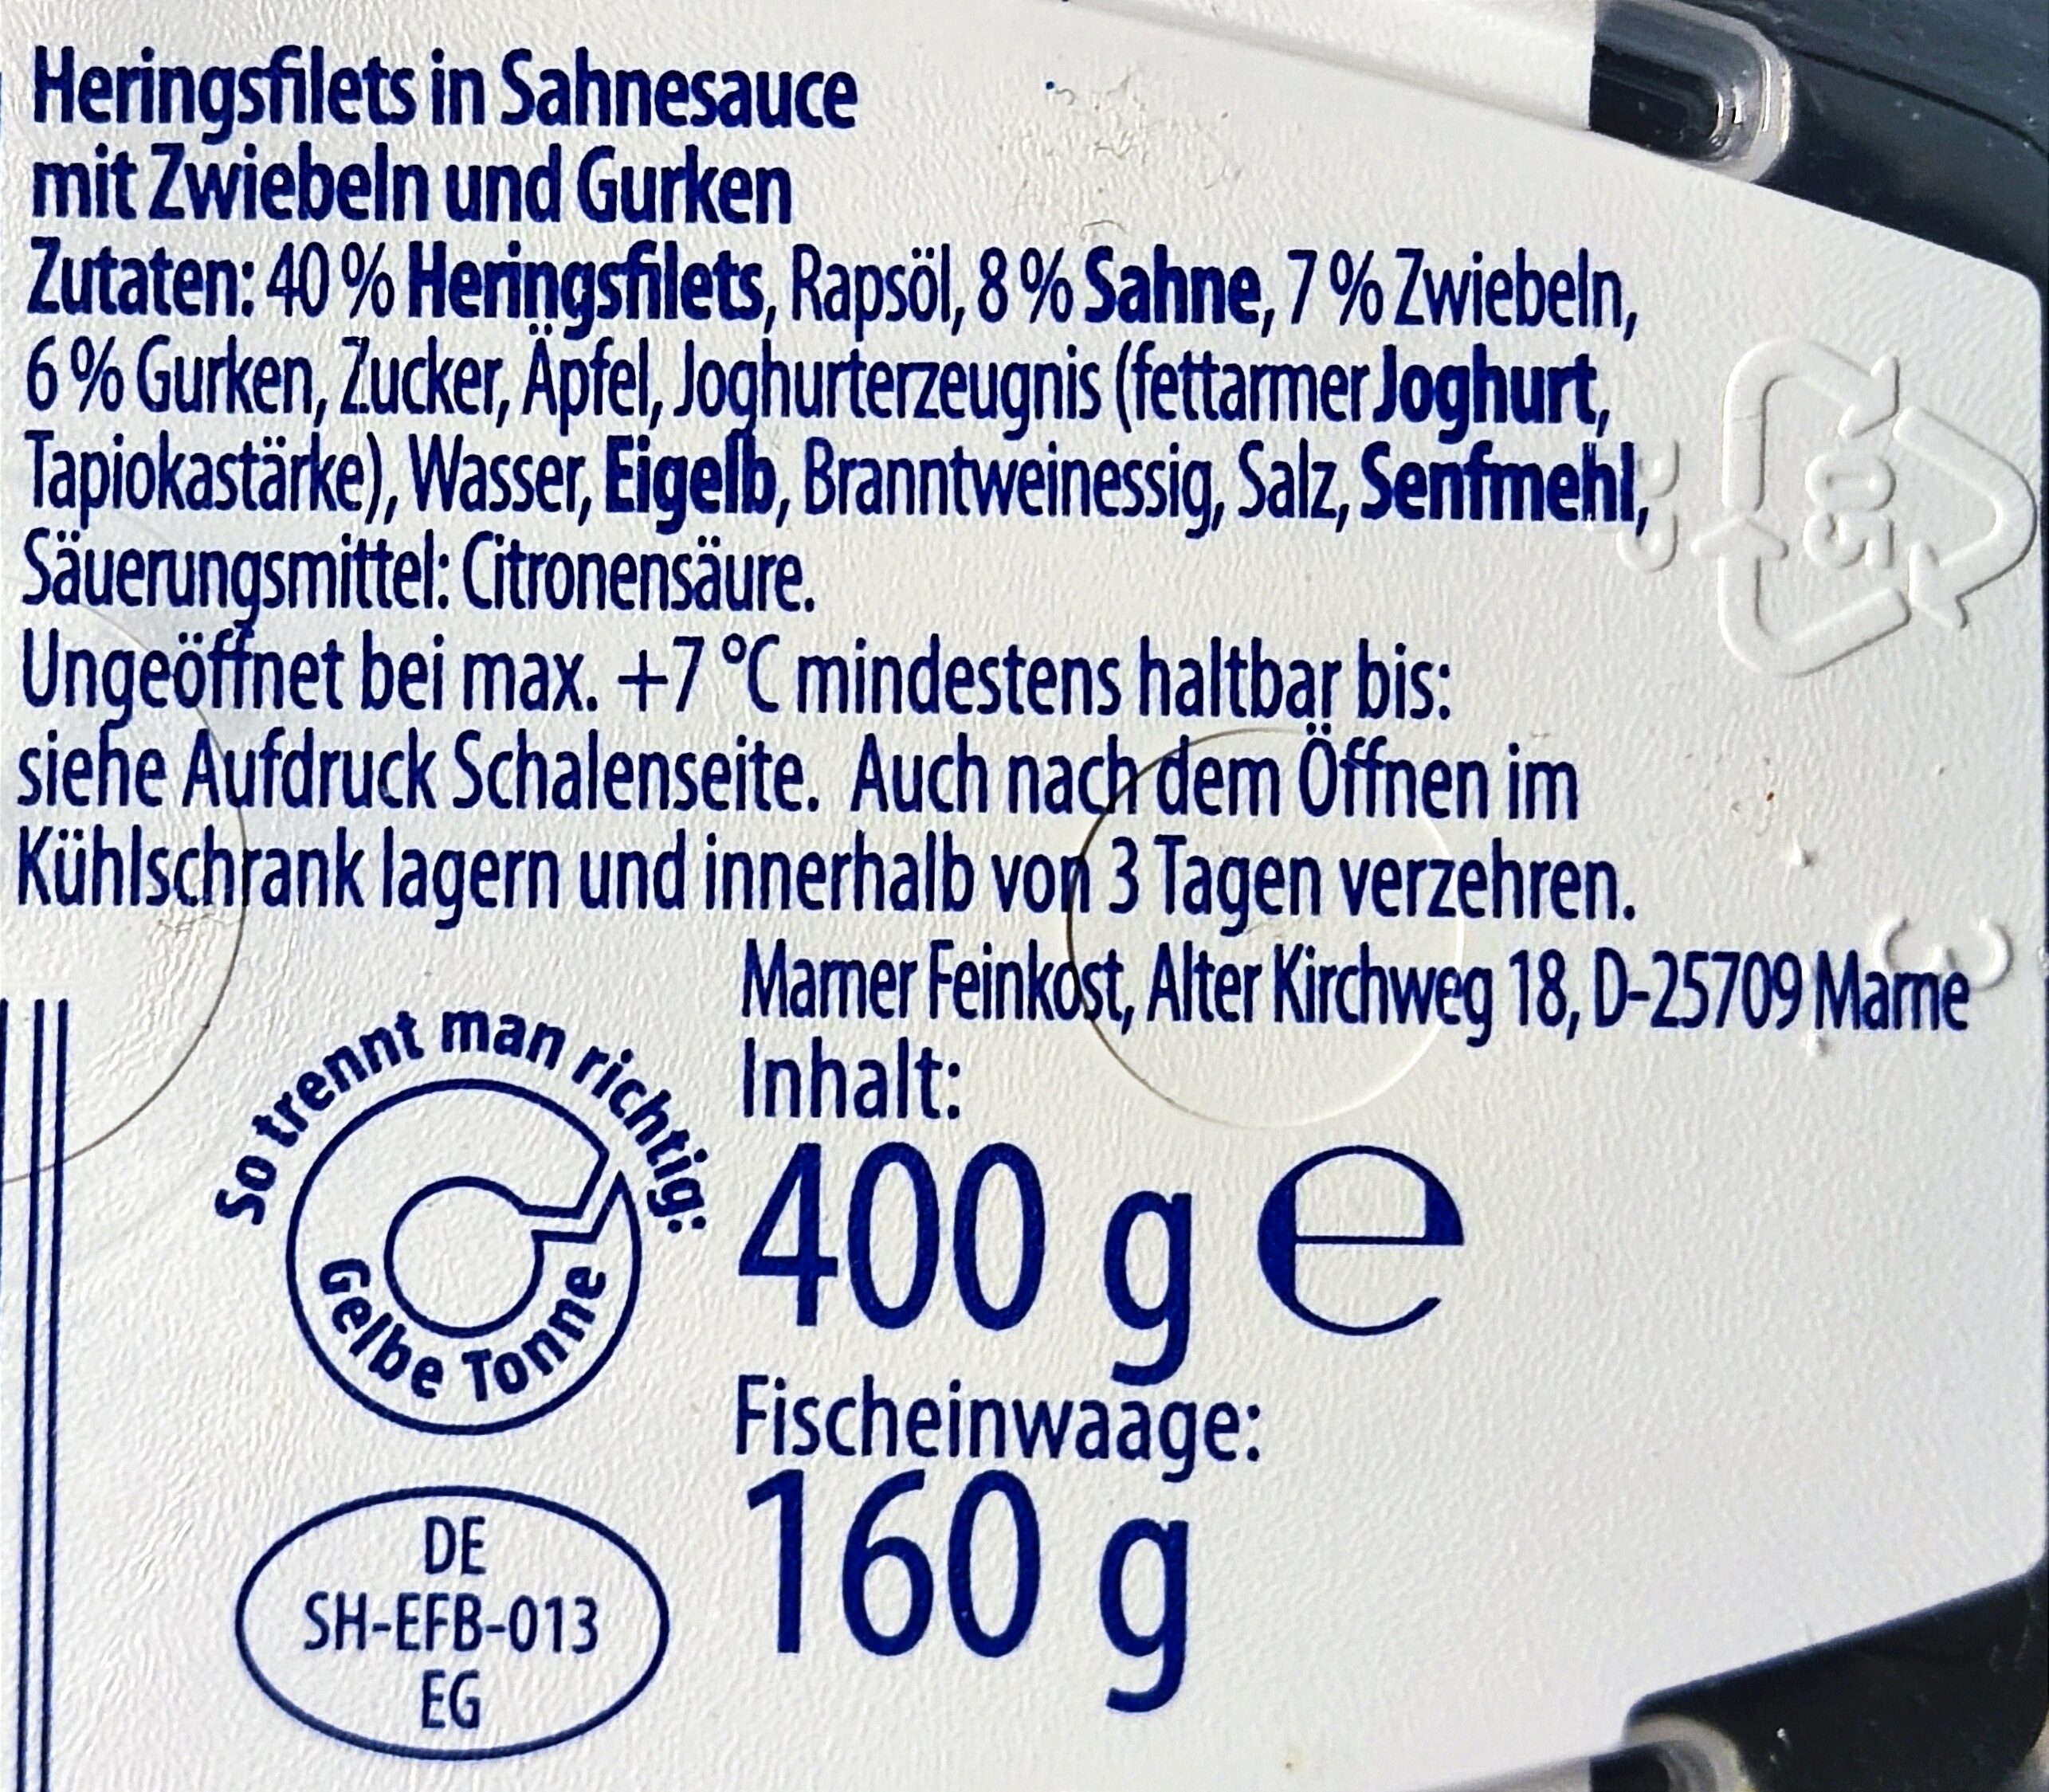 Heringsfilets in Sahnesauce
mit Zwiebeln und Gurken
Zutaten: 40 % Heringsfilets, Rapsöl, 8 % Sahne, 7 % Zwiebeln,
6 % Gurken, Zucker, Äpfel, Joghurterzeugnis (fettarmer Joghurt,
Tapiokastärke), Wasser, Eigelb, Branntweinessig, Salz, Senfmehl,
Säuerungsmittel: Citronensäure.
Ungeöffnet bei max. +7 °C mindestens haltbar bis:
siehe Aufdruck Schalenseite. Auch nach dem Öffnen im
Kühlschrank lagern und innerhalb von 3 Tagen verzehren.
Marner Feinkost, Alter Kirchweg 18, D-25709 Marne
So trennt man richtig:
Gelbe Tonne
Inhalt:
400 g e
Fischeinwaage:
160 g
DE
SH-EFB-013
EG
05
PP
3